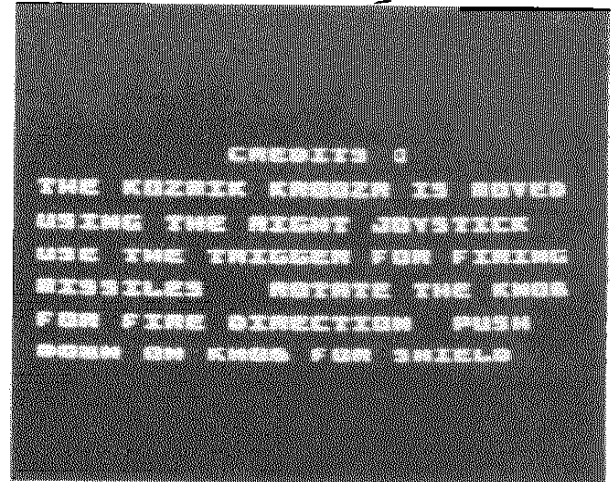 CREDITS 0
THE KOZMIK KROOZR IS MOVED
USING THE RIGHT JOYSTICK
USE THE TRIGGER FOR FIRING
MISSILES ROTATE THE KNOB
FOR FIRE DIRECTION PUSH
DOWN ON KNOB FOR SHIELD